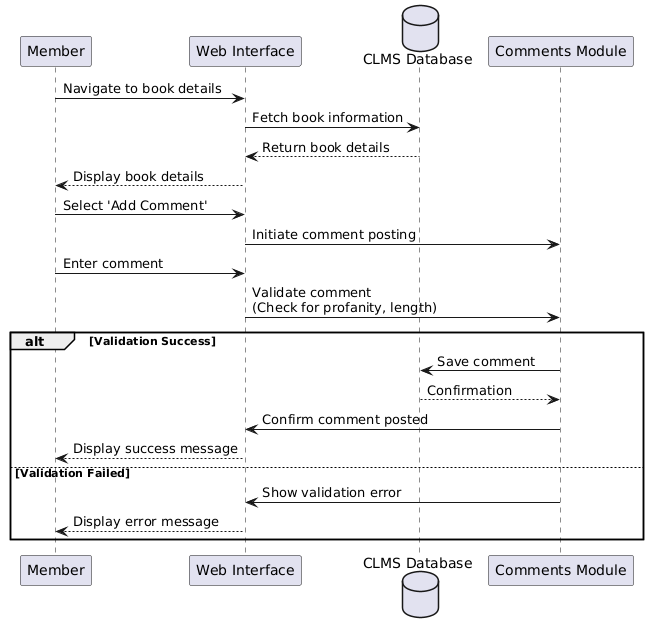 Member
Web Interface
CLMS Database
Comments Module
Navigate to book details
Fetch book information
Return book details
Display book details
Select 'Add Comment'
Initiate comment posting
Enter comment
Validate comment
(Check for profanity, length)
alt
[Validation Success]
Save comment
Confirmation
Confirm comment posted
Display success message
[Validation Failed]
Show validation error
Display error message
Member
Web Interface
CLMS Database
Comments Module